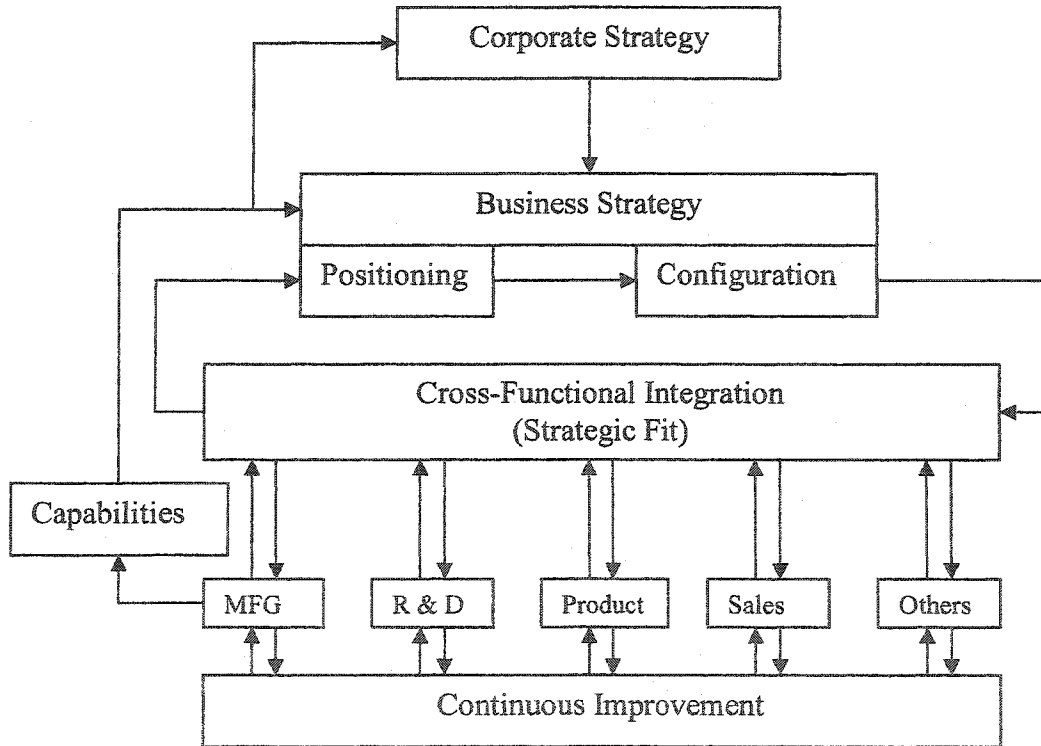 Corporate Strategy
Business Strategy
Positioning
Configuration
Cross-Functional Integration
(Strategic Fit)
Capabilities
MFG
R & D
Product
Sales
Others
Continuous Improvement